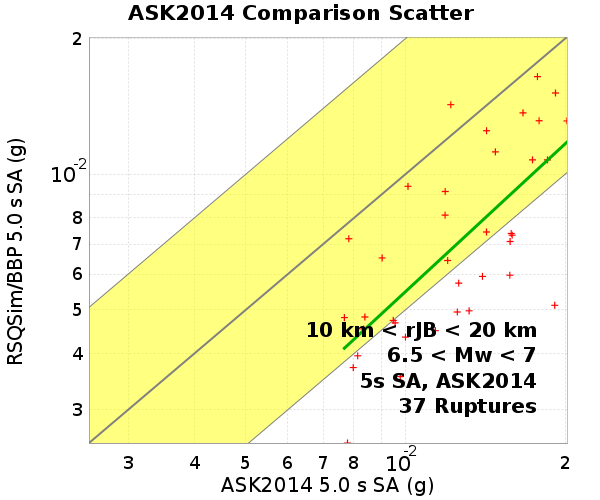 ASK2014 Comparison Scatter
RSQSim/BBP 5.0 s SA (g)
2
10-2
8
7
6
5
4
3
10 km < rJB < 20 km
6.5 < Mw < 7
5s SA, ASK2014
37 Ruptures
3 4 5 6 7 8 10-2 2
ASK2014 5.0 s SA (g)